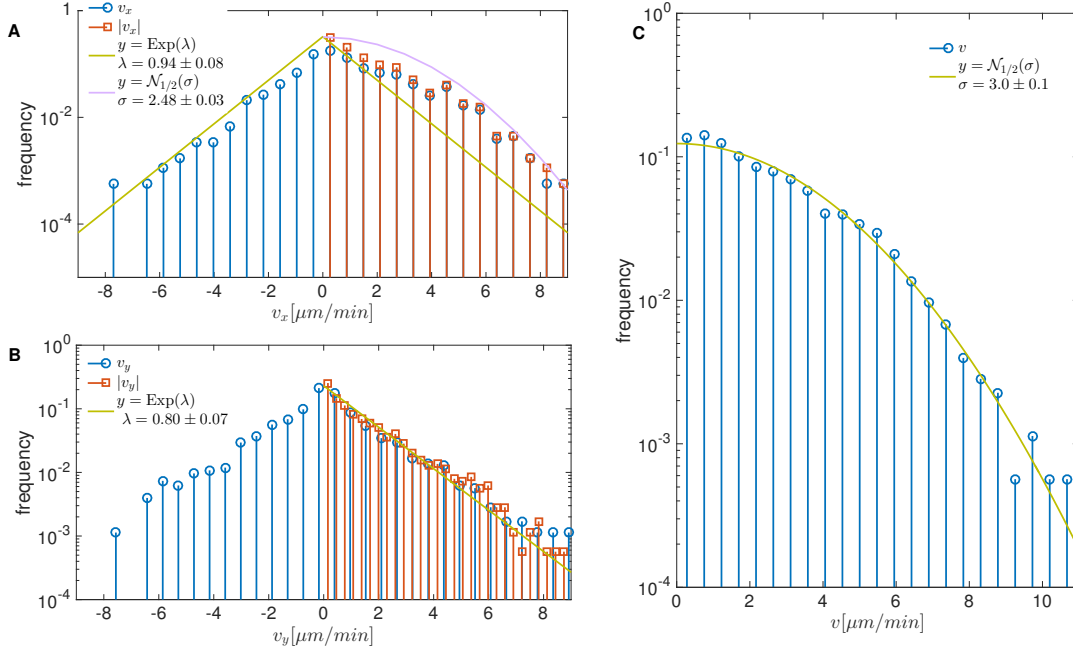 A
1
10^{-2}
10^{-4}
frequency
v_x
|v_x|
y = Exp(λ)
λ = 0.94 ± 0.08
y = N_{1/2}(σ)
σ = 2.48 ± 0.03
-8 -6 -4 -2 0 2 4 6 8
v_x[μm/min]
B
10^0
10^{-1}
10^{-2}
10^{-3}
10^{-4}
frequency
v_y
|v_y|
y = Exp(λ)
λ = 0.80 ± 0.07
-8 -6 -4 -2 0 2 4 6 8
v_y[μm/min]
C
10^0
10^{-1}
10^{-2}
10^{-3}
10^{-4}
frequency
v
y = N_{1/2}(σ)
σ = 3.0 ± 0.1
0 2 4 6 8 10
v[μm/min]